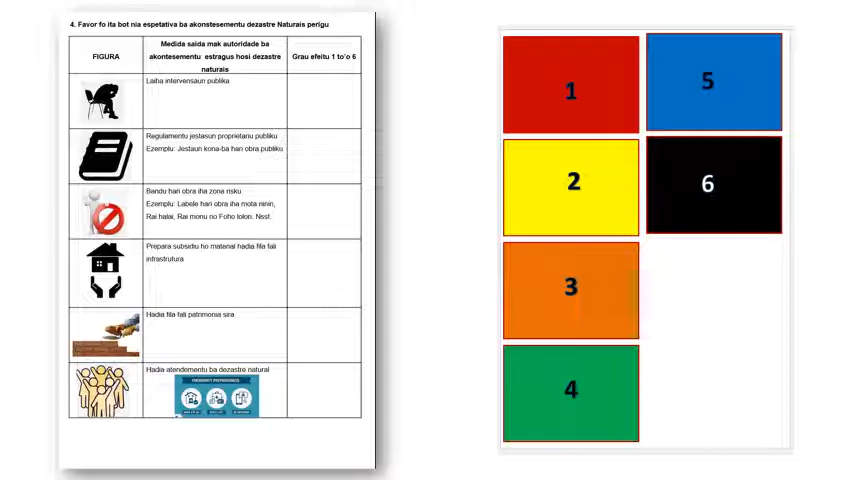 4. Favor fo ita bot nia espetativa ba akonstesementu dezastre Naturais perígu
FIGURA
Medida saida mak autoridade ba
akontesementu estragus hosi dezastre
naturais
Grau efeitu 1 to'o 6
Laiha intervensaun publika
Regulamentu jestasun proprietariu publiku
Ezemplu: Jestaun kona-ba hari obra publiku
Bandu hari obra iha zona risku
Ezemplu: Labele hari obra iha mota ninin,
Rai halai, Rai monu no Foho lolon. Nsst.
Prepara subsidiu ho material hadia fila fali
infrastrutura
Hadia fila fali patrimonia sira
Hadia atendementu ba dezastre natural
EMERGENCY PREPAREDNESS
1
2
3
4
5
6